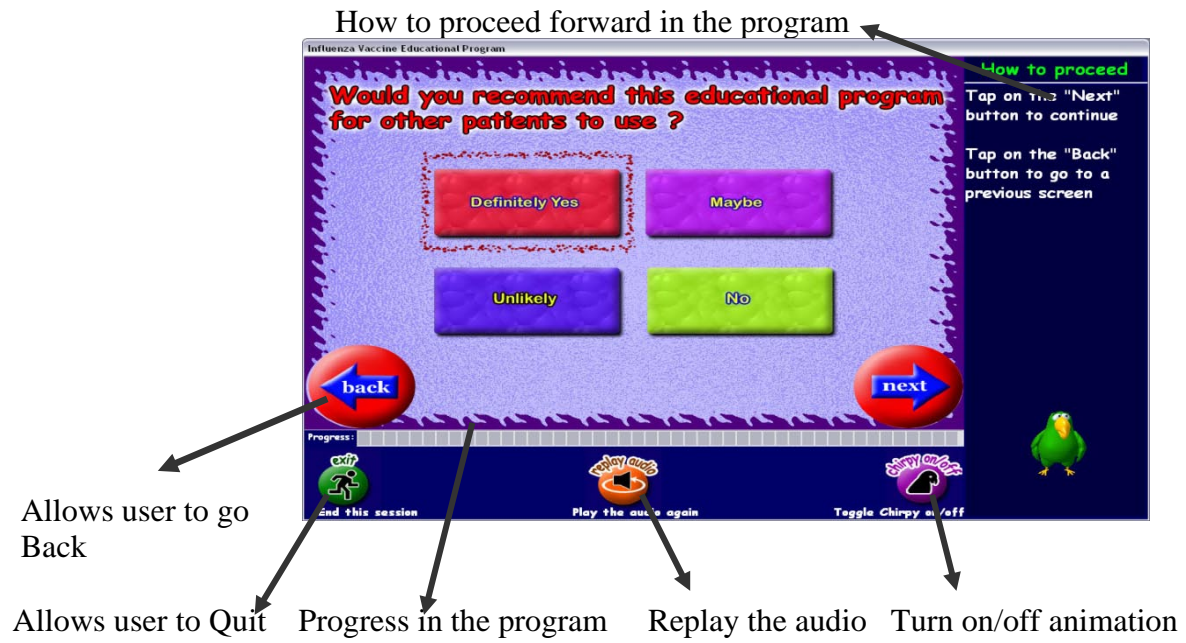 How to proceed forward in the program
Influenza Vaccine Educational Program
Would you recommend this educational program
for other patients to use ?
How to proceed
Tap on the "Next"
button to continue
Tap on the "Back"
button to go to a
previous screen
Definitely Yes
Maybe
Unlikely
No
back
next
Progress:
exit
End this session
replay audio
Play the audio again
chirpy on/off
Toggle Chirpy on/off
Allows user to go
Back
Allows user to Quit
Progress in the program
Replay the audio
Turn on/off animation